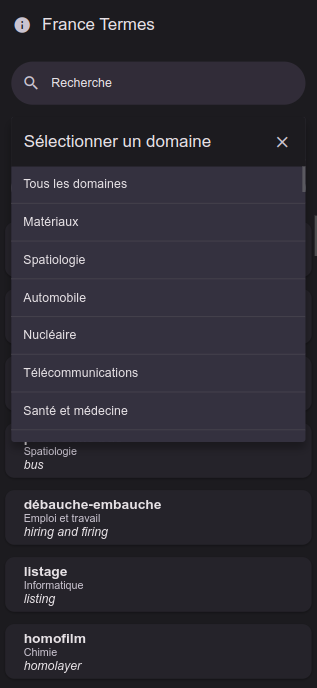 France Termes
Recherche
Sélectionner un domaine
Tous les domaines
Matériaux
Spatiologie
Automobile
Nucléaire
Télécommunications
Santé et médecine
Spatiologie
bus
débauche-embauche
Emploi et travail
hiring and firing
listage
Informatique
listing
homofilm
Chimie
homolayer